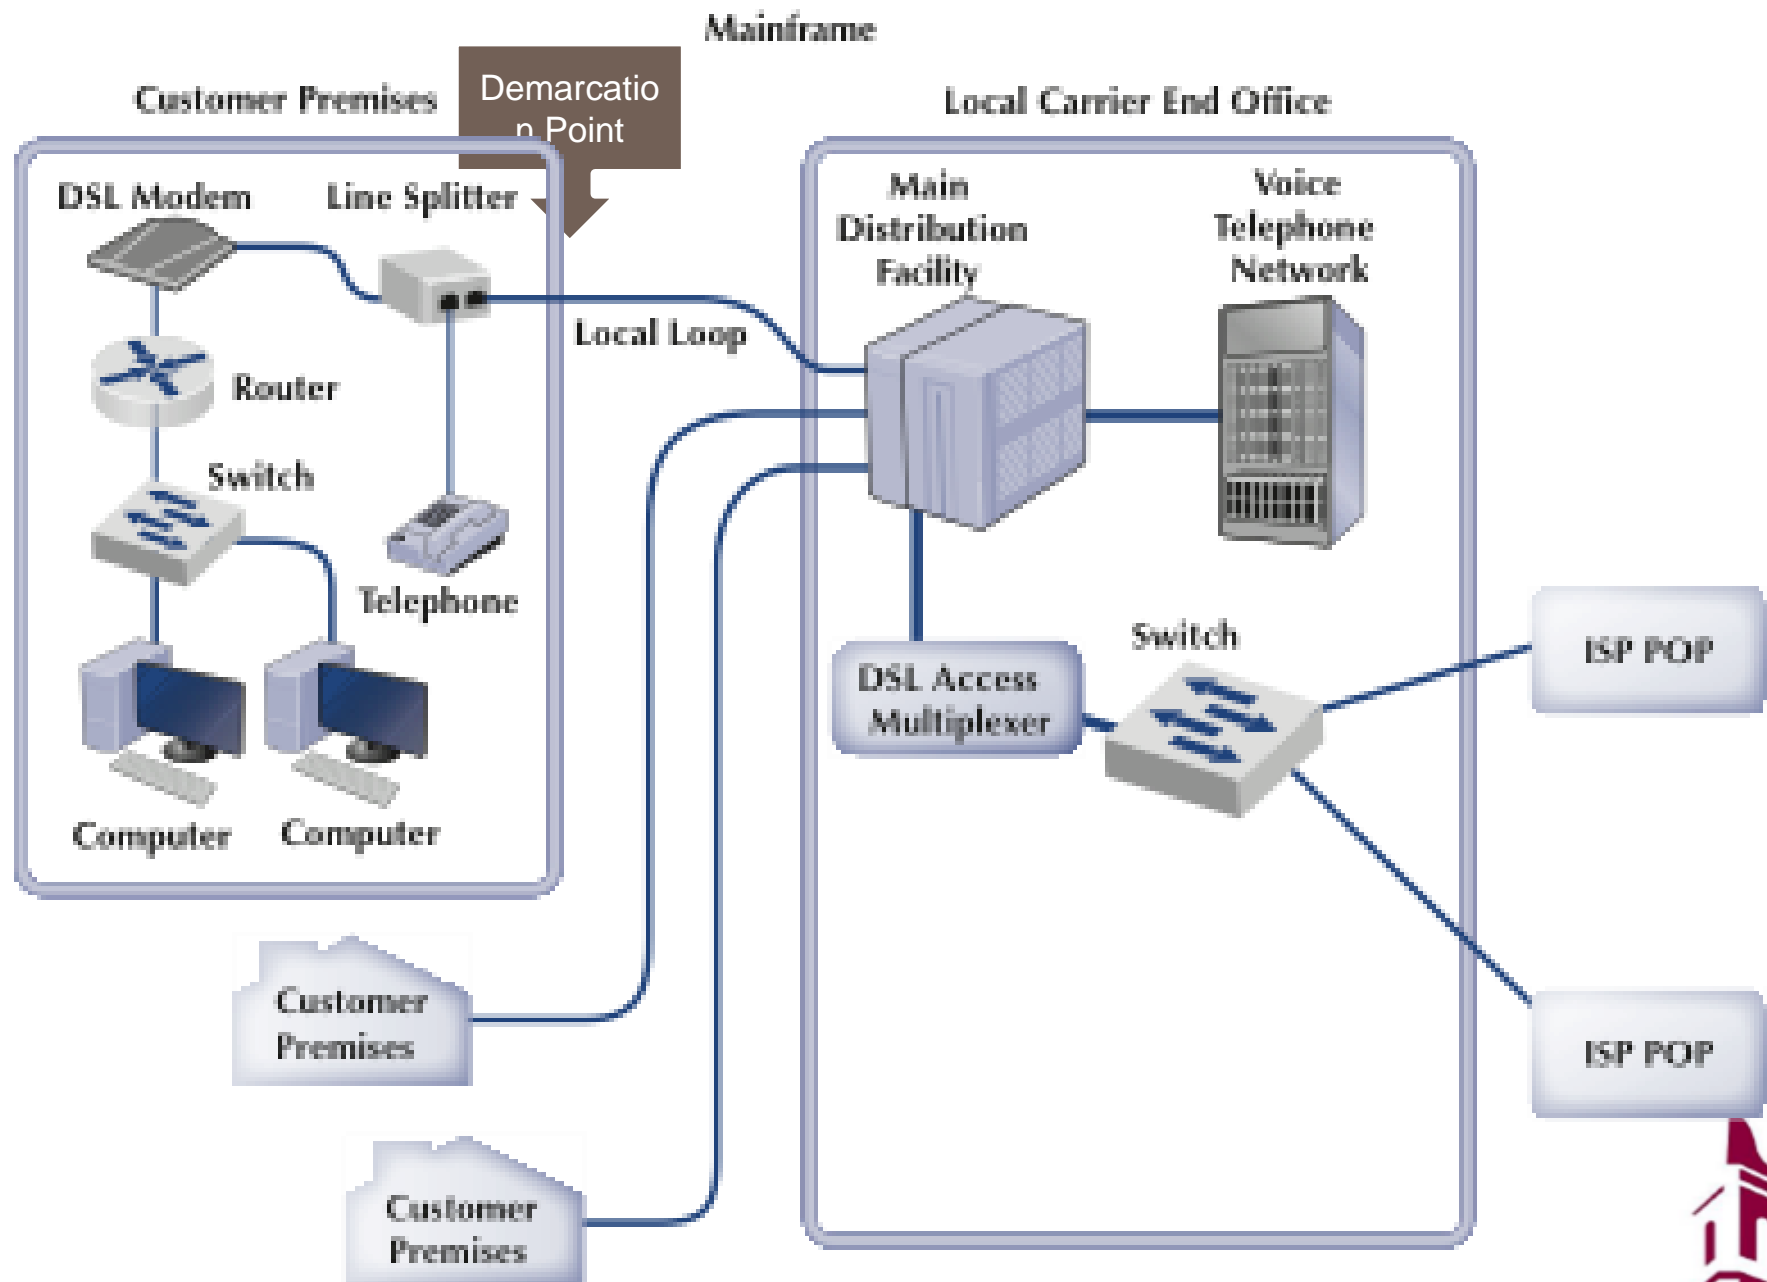 Mainframe
Demarcatio
n Point
Customer Premises
Local Carrier End Office
DSL Modem
Line Splitter
Main
Distribution
Facility
Voice
Telephone
Network
Local Loop
Router
Switch
Telephone
Computer
Computer
DSL Access
Multiplexer
Switch
ISP POP
ISP POP
Customer
Premises
Customer
Premises